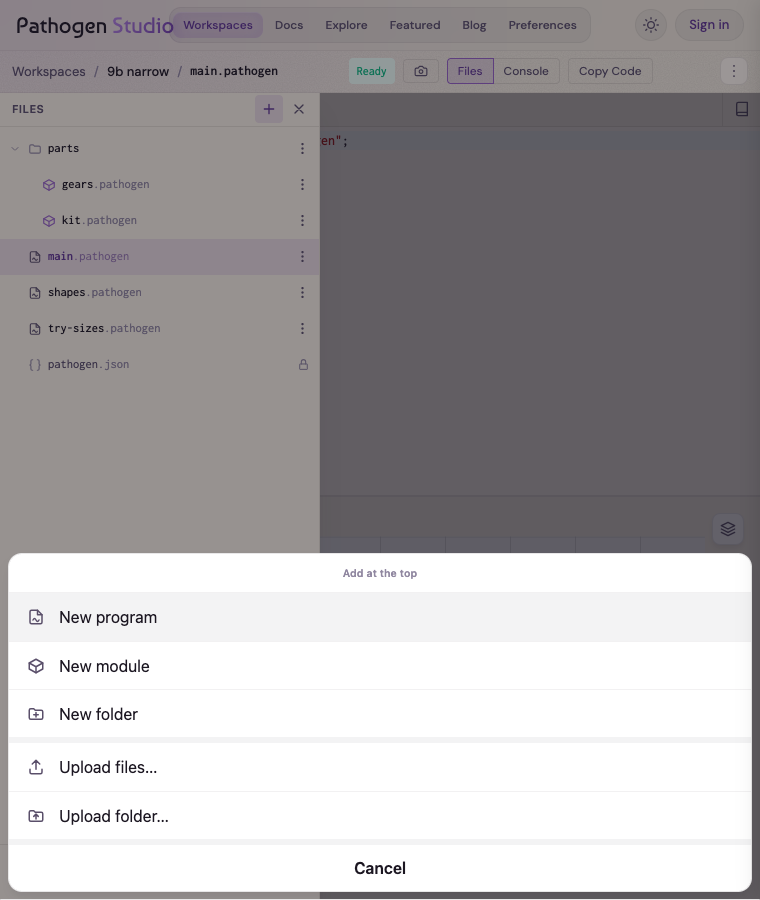 Pathogen Studio
Workspaces Docs Explore Featured Blog Preferences
Sign in
Workspaces / 9b narrow / main.pathogen
Ready
Files Console Copy Code
FILES
en";
parts
gears.pathogen
kit.pathogen
main.pathogen
shapes.pathogen
try-sizes.pathogen
{} pathogen.json
Add at the top
New program
New module
New folder
Upload files...
Upload folder...
Cancel